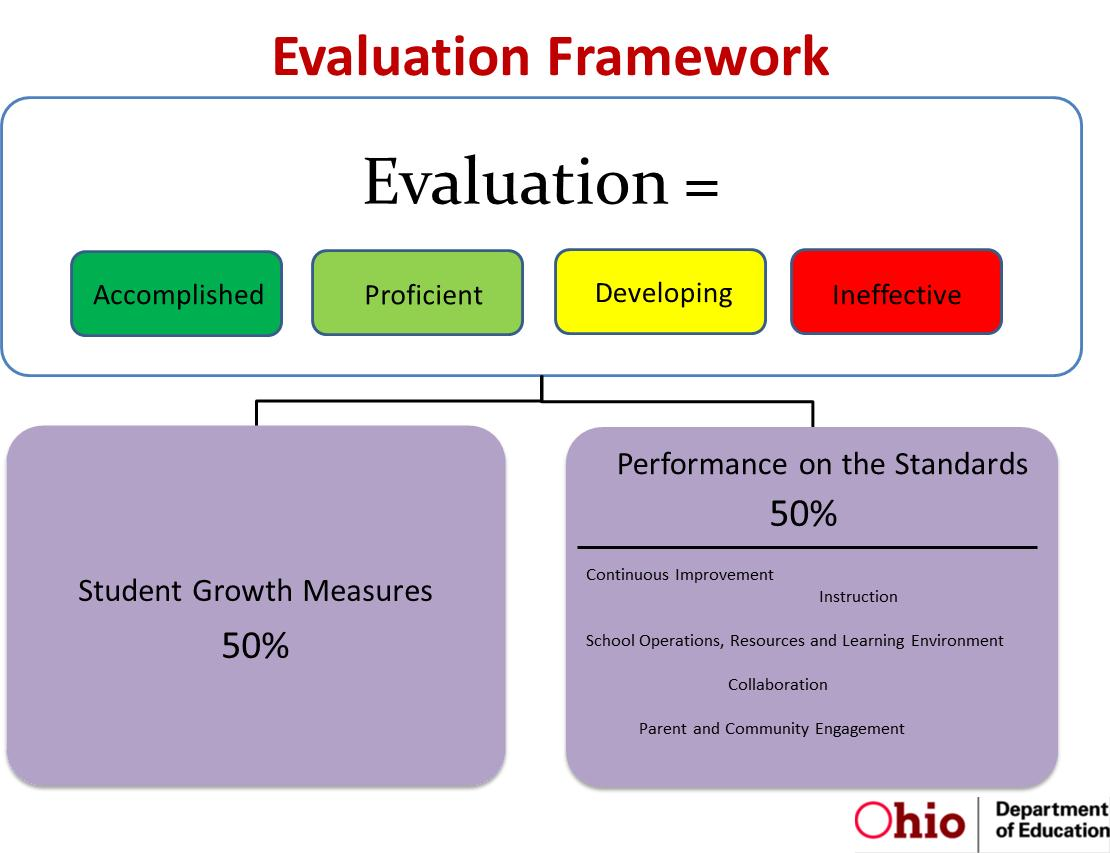 Evaluation Framework
Evaluation =
Accomplished
Proficient
Developing
Ineffective
Student Growth Measures
50%
Performance on the Standards
50%
Continuous Improvement
Instruction
School Operations, Resources and Learning Environment
Collaboration
Parent and Community Engagement
Ohio
Department
of Education